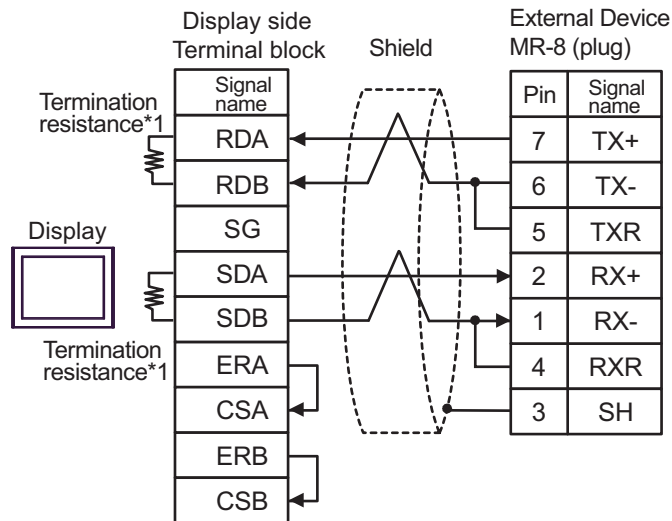 Display side
Terminal block
Shield
External Device
MR-8 (plug)
Signal
name
Pin
Signal
name
Termination
resistance*1
RDA
7
TX+
RDB
6
TX-
SG
5
TXR
Display
SDA
2
RX+
SDB
1
RX-
Termination
resistance*1
ERA
4
RXR
CSA
3
SH
ERB
CSB